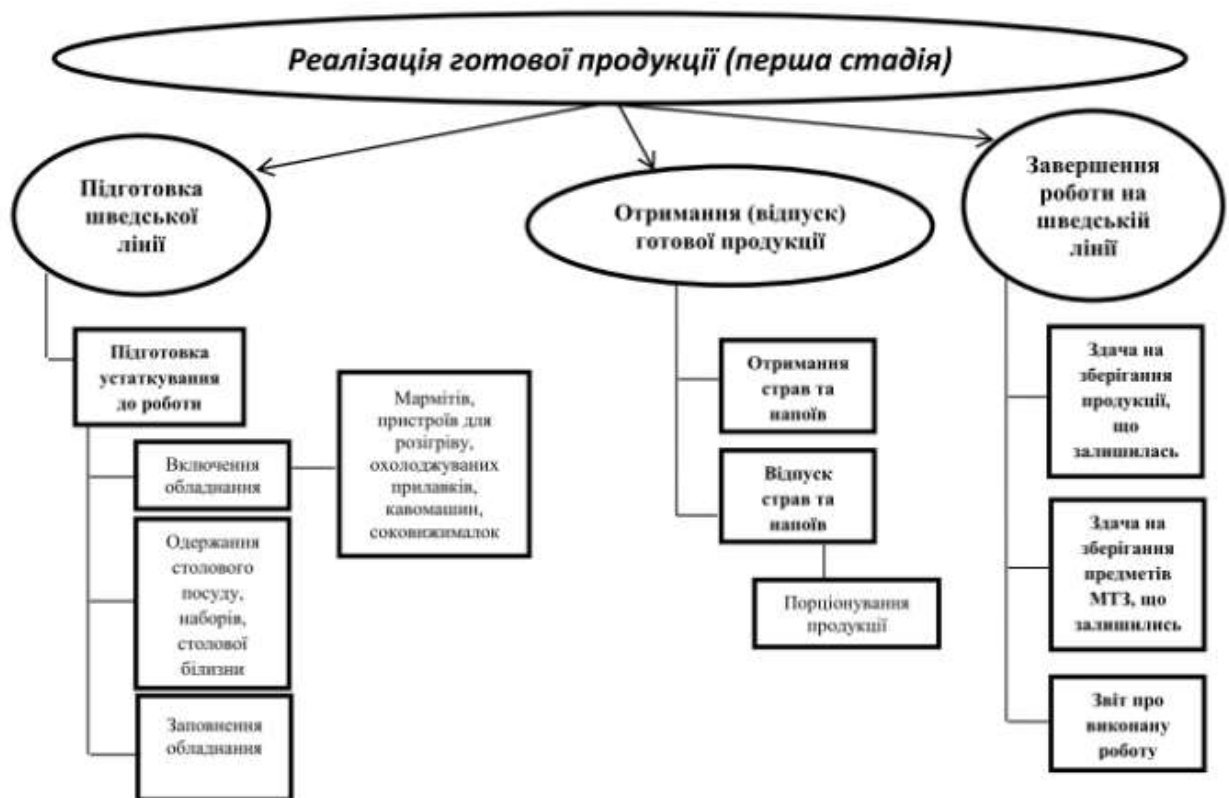 Реалізація готової продукції (перша стадія)
Підготовка
шведської
лінії
Отримання (відпуск)
готової продукції
Завершення
роботи на
шведській
лінії
Підготовка
устаткування
до роботи
Включення
обладнання
Мармітів,
пристроїв для
розігріву,
охолоджуваних
прилавків,
кавомашин,
соковижималок
Одержання
столового
посуду,
наборів,
столової
білизни
Заповнення
обладнання
Отримання
страв та
напоїв
Відпуск
страв та
напоїв
Порціонування
продукції
Здача на
зберігання
продукції,
що
залишилась
Здача на
зберігання
предметів
МТЗ, що
залишились
Звіт про
виконану
роботу